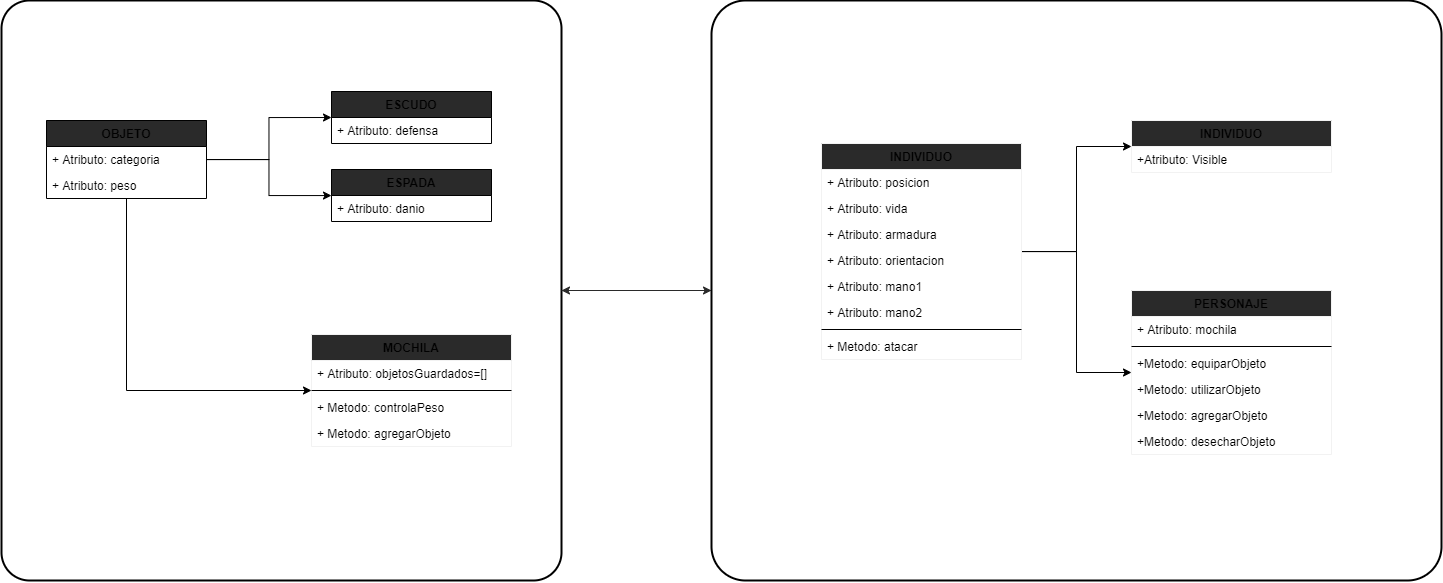 OBJETO
+ Atributo: categoria
+ Atributo: peso
ESCUDO
+ Atributo: defensa
ESPADA
+ Atributo: danio
MOCHILA
+ Atributo: objetosGuardados=[]
+ Metodo: controlaPeso
+ Metodo: agregarObjeto
INDIVIDUO
+ Atributo: posicion
+ Atributo: vida
+ Atributo: armadura
+ Atributo: orientacion
+ Atributo: mano1
+ Atributo: mano2
+ Metodo: atacar
INDIVIDUO
+Atributo: Visible
PERSONAJE
+ Atributo: mochila
+Metodo: equiparObjeto
+Metodo: utilizarObjeto
+Metodo: agregarObjeto
+Metodo: desecharObjeto